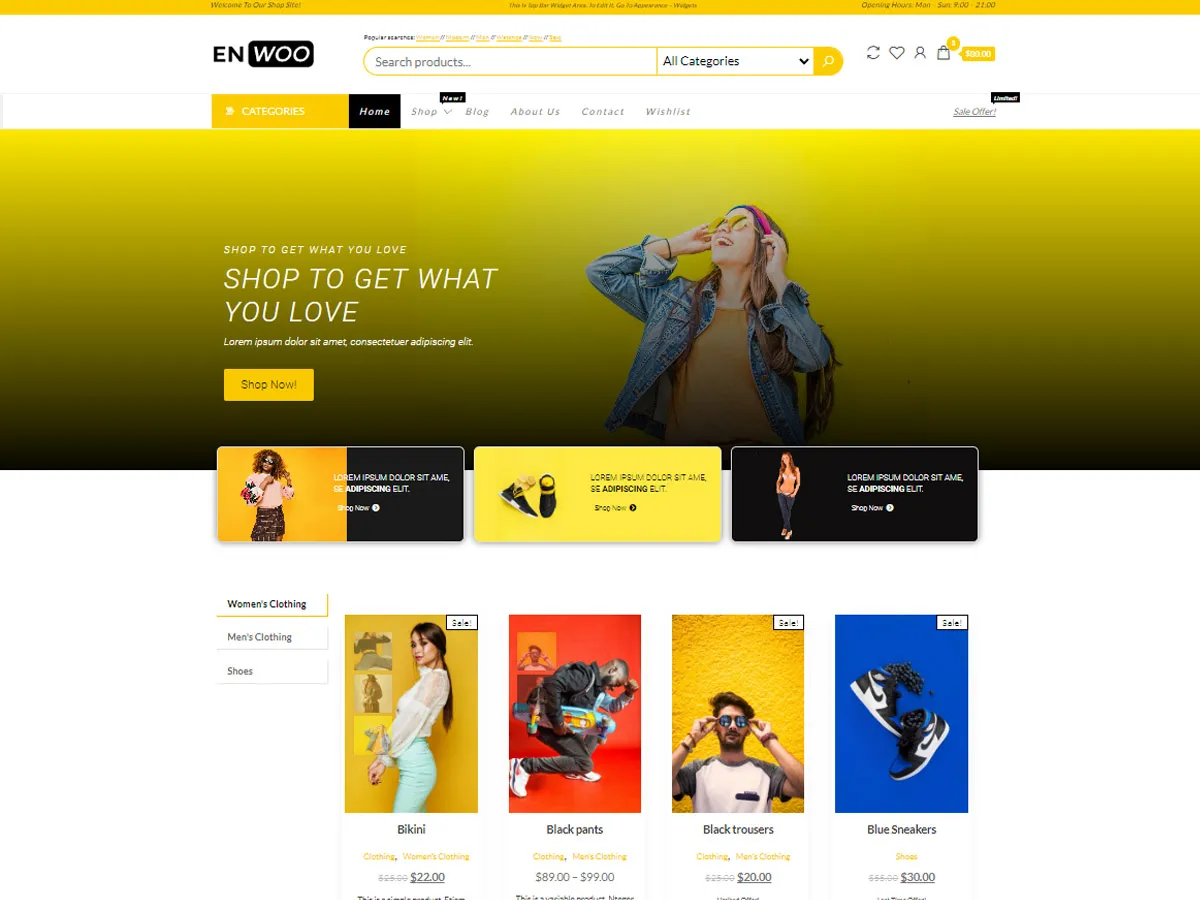 Welcome To Our Shop Site!
This Is Top Bar Widget Area. To Edit It, Go To Appearance - Widgets
Opening Hours: Mon - Sun: 9:00 - 21:00
EN WOO
Popular searches: Women // Modern // Man // Watches // New // Sale
Search products...
All Categories
3
$89.00
CATEGORIES
Home
Shop
New!
Blog
About Us
Contact
Wishlist
Sale Offer!
Limited!
SHOP TO GET WHAT YOU LOVE
SHOP TO GET WHAT
YOU LOVE
Lorem ipsum dolor sit amet, consectetuer adipiscing elit.
Shop Now!
LOREM IPSUM DOLOR SIT AME,
SE ADIPISCING ELIT.
Shop Now
LOREM IPSUM DOLOR SIT AME,
SE ADIPISCING ELIT.
Shop Now
LOREM IPSUM DOLOR SIT AME,
SE ADIPISCING ELIT.
Shop Now
Women's Clothing
Men's Clothing
Shoes
Sale!
Bikini
Clothing, Women's Clothing
$25.00 $22.00
This is a simple product. Etiam
Black pants
Clothing, Men's Clothing
$89.00 – $99.00
This is a variable product.
Sale!
Black trousers
Clothing, Men's Clothing
$25.00 $20.00
Limited Offer!
Sale!
Blue Sneakers
Shoes
$55.00 $30.00
Last Time Offer!